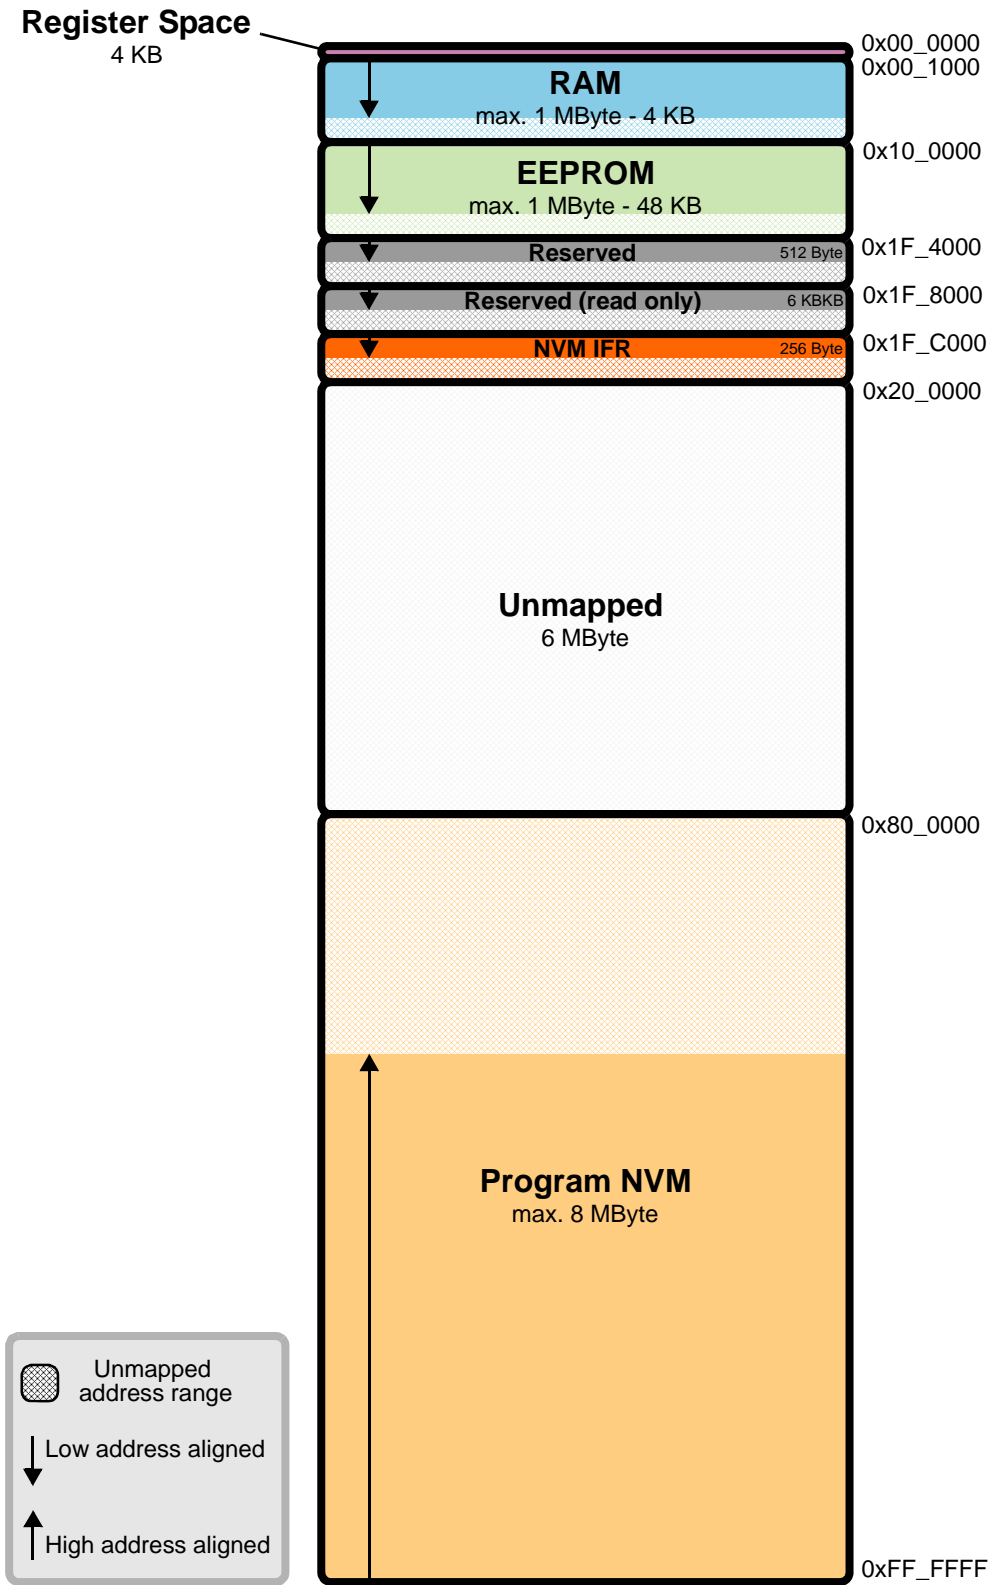 Register Space
4 KB
0x00_0000
0x00_1000
RAM
max. 1 MByte - 4 KB
0x10_0000
EEPROM
max. 1 MByte - 48 KB
0x1F_4000
Reserved
512 Byte
0x1F_8000
Reserved (read only)
6 KBKB
0x1F_C000
NVM IFR
256 Byte
0x20_0000
Unmapped
6 MByte
0x80_0000
Program NVM
max. 8 MByte
Unmapped
address range
Low address aligned
High address aligned
0xFF_FFFF